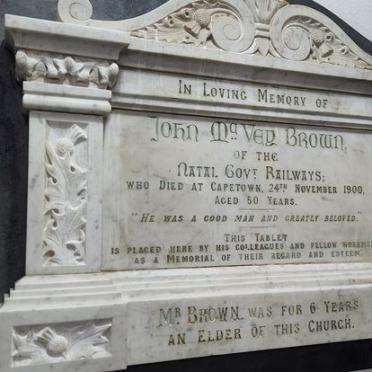 In Loving Memory of
John McVey Brown,
of the
Natal Govt Railways;
who Died at Capetown, 24th November 1900,
Aged 50 Years.
"He was a good man and greatly beloved."
This Tablet
is placed here by his colleagues and fellow workmen
as a Memorial of their regard and esteem.
Mr Brown was for 6 Years
an Elder of this Church.